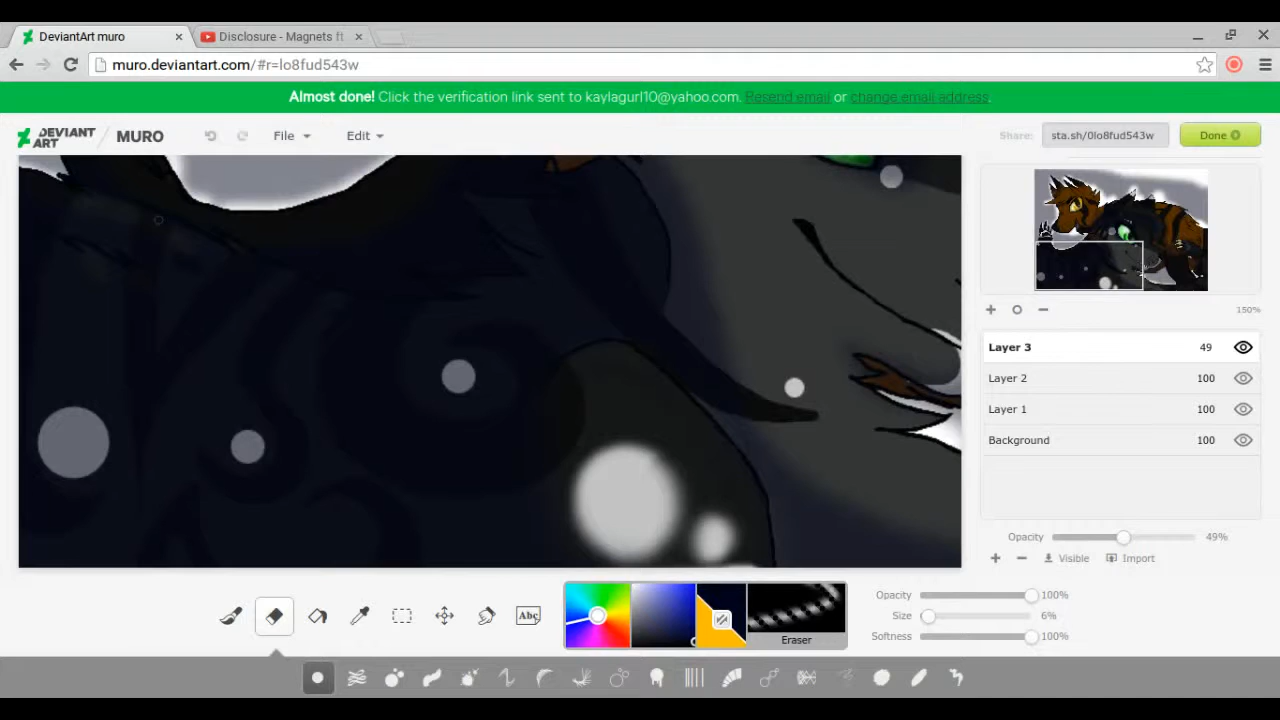 DeviantArt muro
Disclosure - Magnets ft
muro.deviantart.com/#r=lo8fud543w
Almost done! Click the verification link sent to kaylagurl10@yahoo.com. Resend email or change email address.
DEVIANT ART / MURO
File
Edit
Share:
sta.sh/0lo8fud543w
Done
150%
Layer 3 49
Layer 2 100
Layer 1 100
Background 100
Opacity 49%
Visible
Import
Abc
Eraser
Opacity 100%
Size 6%
Softness 100%